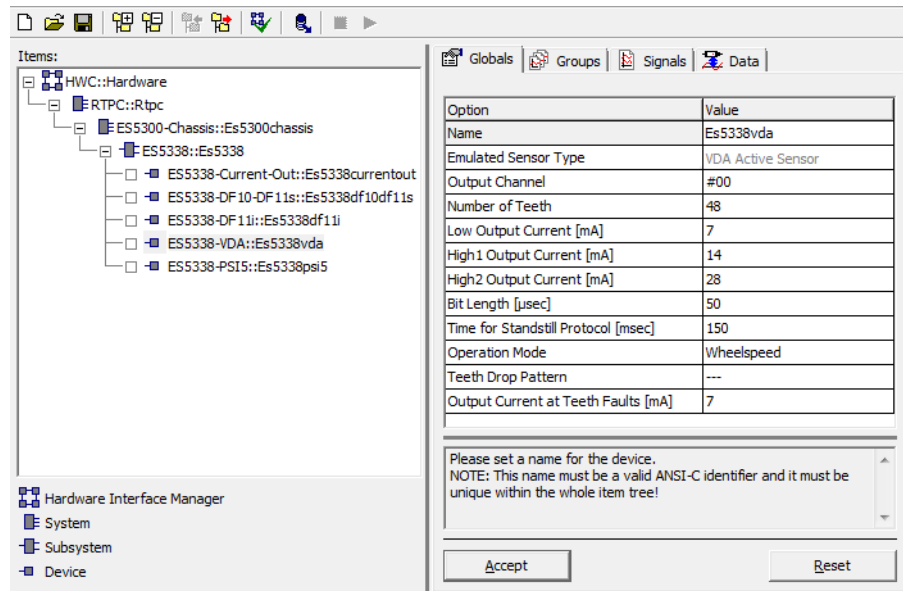 Items:
HWC::Hardware
RTPC::Rtpc
ES5300-Chassis::Es5300chassis
ES5338::Es5338
ES5338-Current-Out::Es5338currentout
ES5338-DF10-DF11s::Es5338df10df11s
ES5338-DF11i::Es5338df11i
ES5338-VDA::Es5338vda
ES5338-PSI5::Es5338psi5
Hardware Interface Manager
System
Subsystem
Device
Globals Groups Signals Data
Option Value
Name Es5338vda
Emulated Sensor Type VDA Active Sensor
Output Channel #00
Number of Teeth 48
Low Output Current [mA] 7
High1 Output Current [mA] 14
High2 Output Current [mA] 28
Bit Length [µsec] 50
Time for Standstill Protocol [msec] 150
Operation Mode Wheelspeed
Teeth Drop Pattern ---
Output Current at Teeth Faults [mA] 7
Please set a name for the device.
NOTE: This name must be a valid ANSI-C identifier and it must be
unique within the whole item tree!
Accept Reset